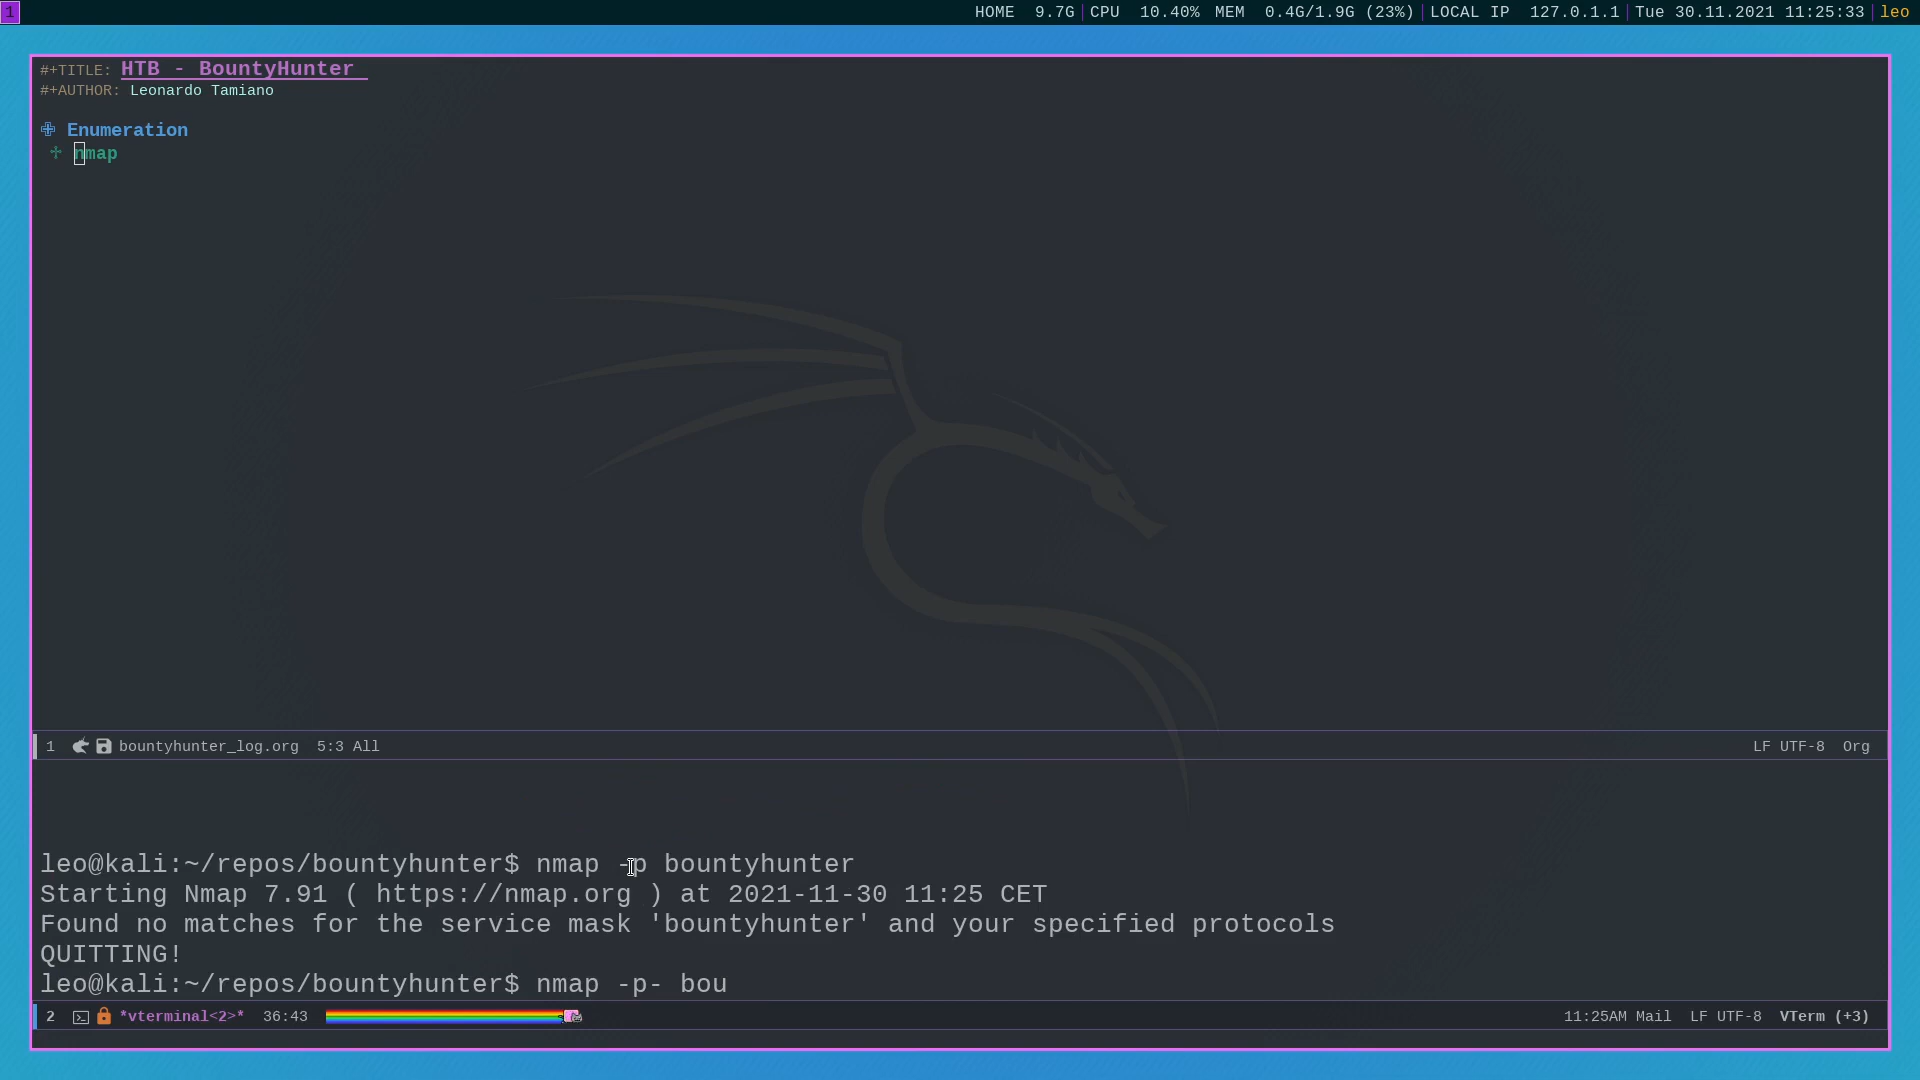 1 HOME 9.7G CPU 10.40% MEM 0.4G/1.9G (23%) LOCAL IP 127.0.1.1 Tue 30.11.2021 11:25:33 leo
#+TITLE: HTB - BountyHunter
#+AUTHOR: Leonardo Tamiano
Enumeration
nmap
1 bountyhunter_log.org 5:3 All LF UTF-8 Org
leo@kali:~/repos/bountyhunter$ nmap -p bountyhunter
Starting Nmap 7.91 ( https://nmap.org ) at 2021-11-30 11:25 CET
Found no matches for the service mask 'bountyhunter' and your specified protocols
QUITTING!
leo@kali:~/repos/bountyhunter$ nmap -p- bou
2 *vterminal<2>* 36:43 11:25AM Mail LF UTF-8 VTerm (+3)